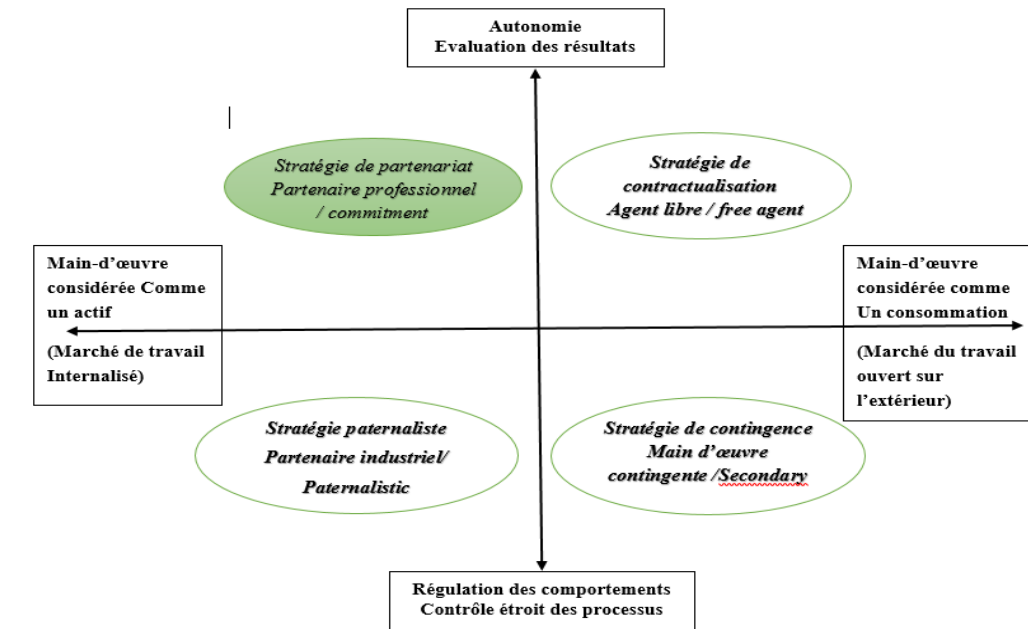 Autonomie
Evaluation des résultats
Stratégie de partenariat
Partenaire professionnel
/ commitment
Stratégie de
contractualisation
Agent libre / free agent
Main-d’œuvre
considérée Comme
un actif
(Marché de travail
Internalisé)
Main-d’œuvre
considérée comme
Un consommation
(Marché du travail
ouvert sur
l’extérieur)
Stratégie paternaliste
Partenaire industriel/
Paternalistic
Stratégie de contingence
Main d’œuvre
contingente /Secondary
Régulation des comportements
Contrôle étroit des processus